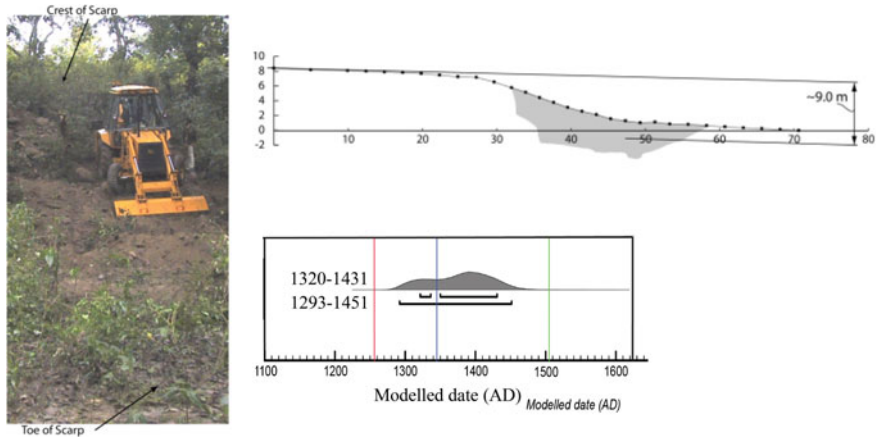 Crest of Scarp
Toe of Scarp
10
8
6
4
2
0
-2
10 20 30 40 50 60 70 80
~9.0 m
1320-1431
1293-1451
1100 1200 1300 1400 1500 1600
Modelled date (AD) Modelled date (AD)